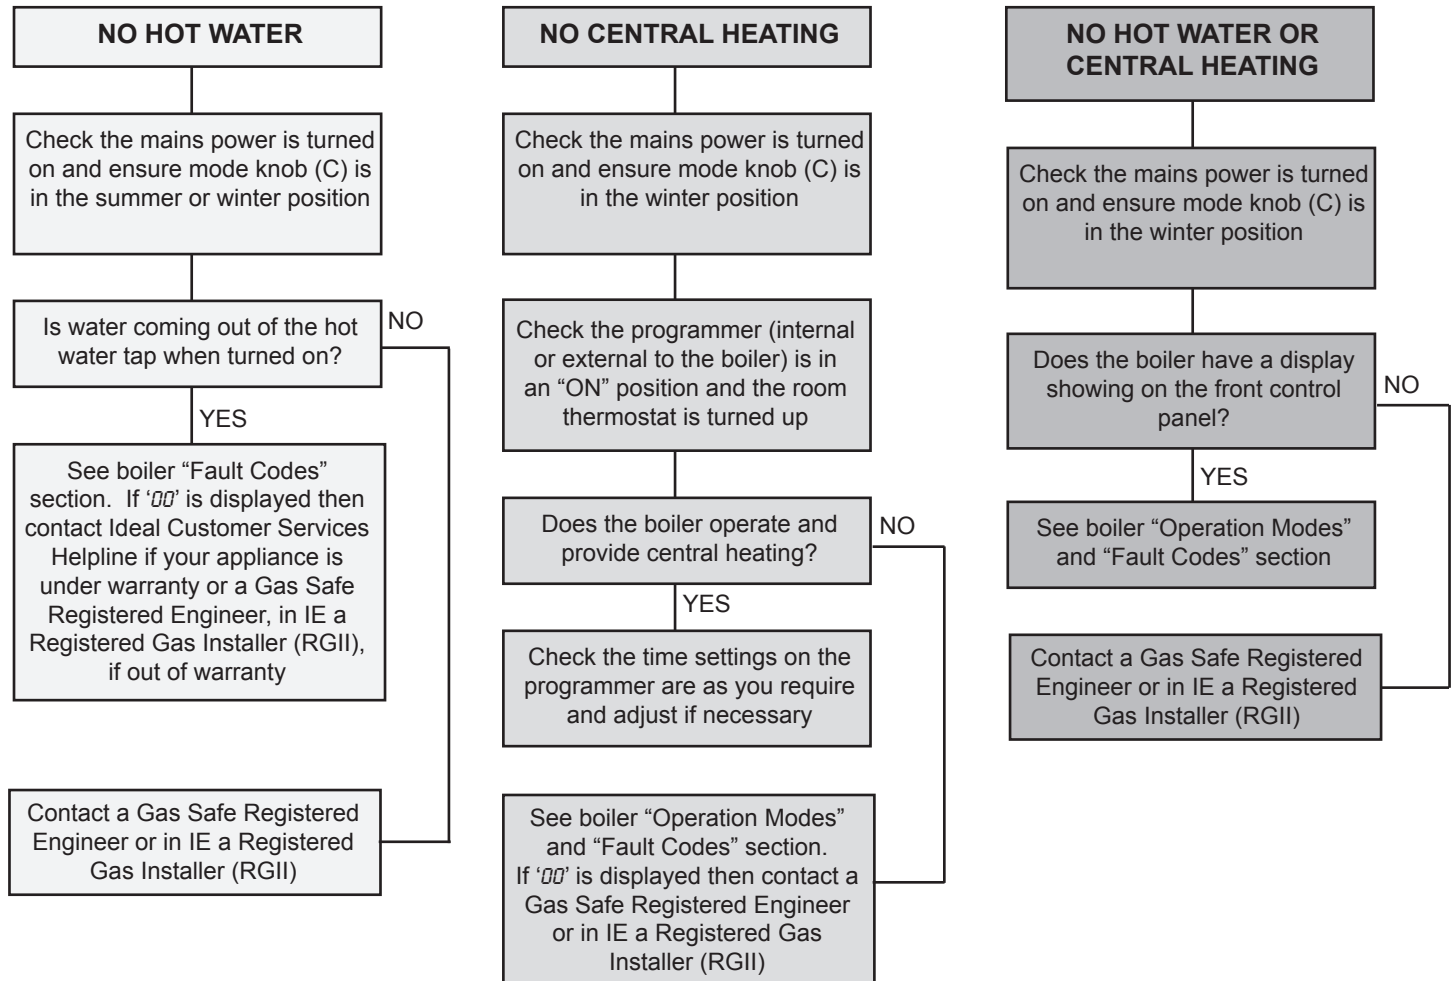 NO HOT WATER
Check the mains power is turned
on and ensure mode knob (C) is
in the summer or winter position
Is water coming out of the hot
water tap when turned on?
NO
YES
See boiler “Fault Codes”
section.  If ‘00’ is displayed then
contact Ideal Customer Services
Helpline if your appliance is
under warranty or a Gas Safe
Registered Engineer, in IE a
Registered Gas Installer (RGII),
if out of warranty
Contact a Gas Safe Registered
Engineer or in IE a Registered
Gas Installer (RGII)
NO CENTRAL HEATING
Check the mains power is turned
on and ensure mode knob (C) is
in the winter position
Check the programmer (internal
or external to the boiler) is in
an “ON” position and the room
thermostat is turned up
Does the boiler operate and
provide central heating?
NO
YES
Check the time settings on the
programmer are as you require
and adjust if necessary
See boiler “Operation Modes”
and “Fault Codes” section.
If ‘00’ is displayed then contact a
Gas Safe Registered Engineer
or in IE a Registered Gas
Installer (RGII)
NO HOT WATER OR
CENTRAL HEATING
Check the mains power is turned
on and ensure mode knob (C) is
in the winter position
Does the boiler have a display
showing on the front control
panel?
NO
YES
See boiler “Operation Modes”
and “Fault Codes” section
Contact a Gas Safe Registered
Engineer or in IE a Registered
Gas Installer (RGII)